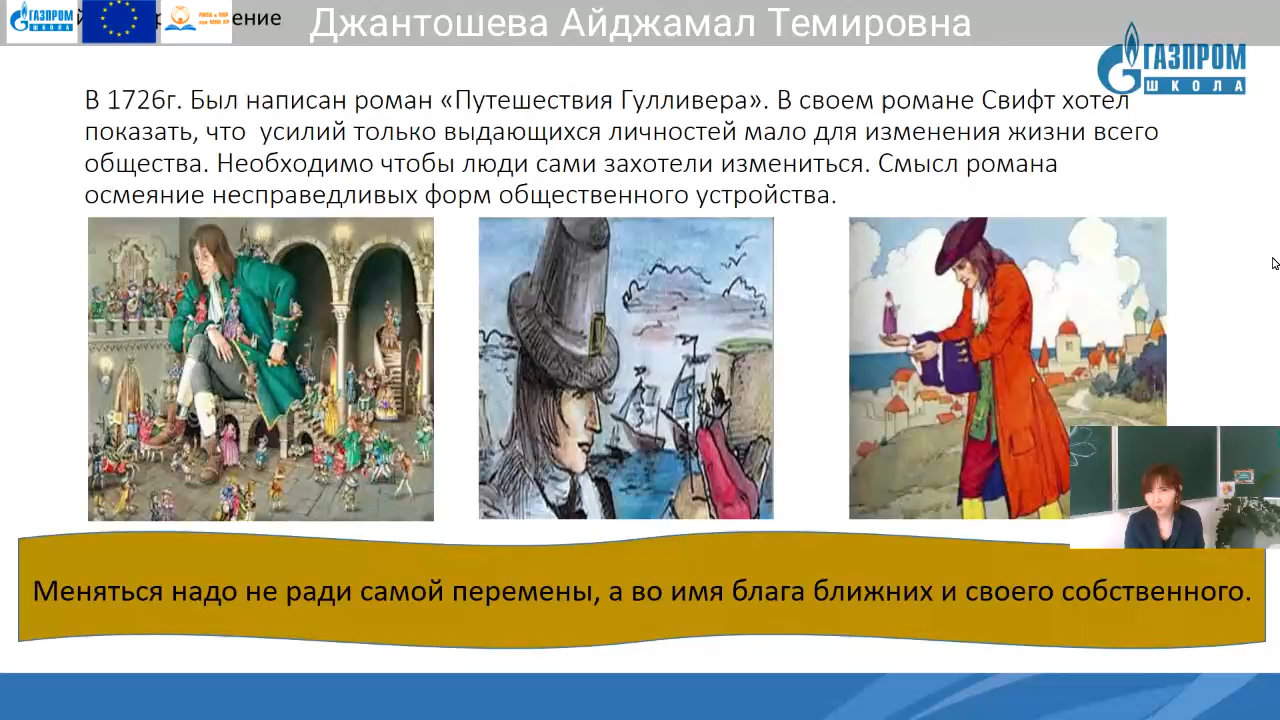 ГАЗПРОМ
ШКОЛА
Джантошева Айджамал Темировна
ГАЗПРОМ
ШКОЛА
В 1726г. Был написан роман «Путешествия Гулливера». В своем романе Свифт хотел
показать, что усилий только выдающихся личностей мало для изменения жизни всего
общества. Необходимо чтобы люди сами захотели измениться. Смысл романа
осмеяние несправедливых форм общественного устройства.
Меняться надо не ради самой перемены, а во имя блага ближних и своего собственного.